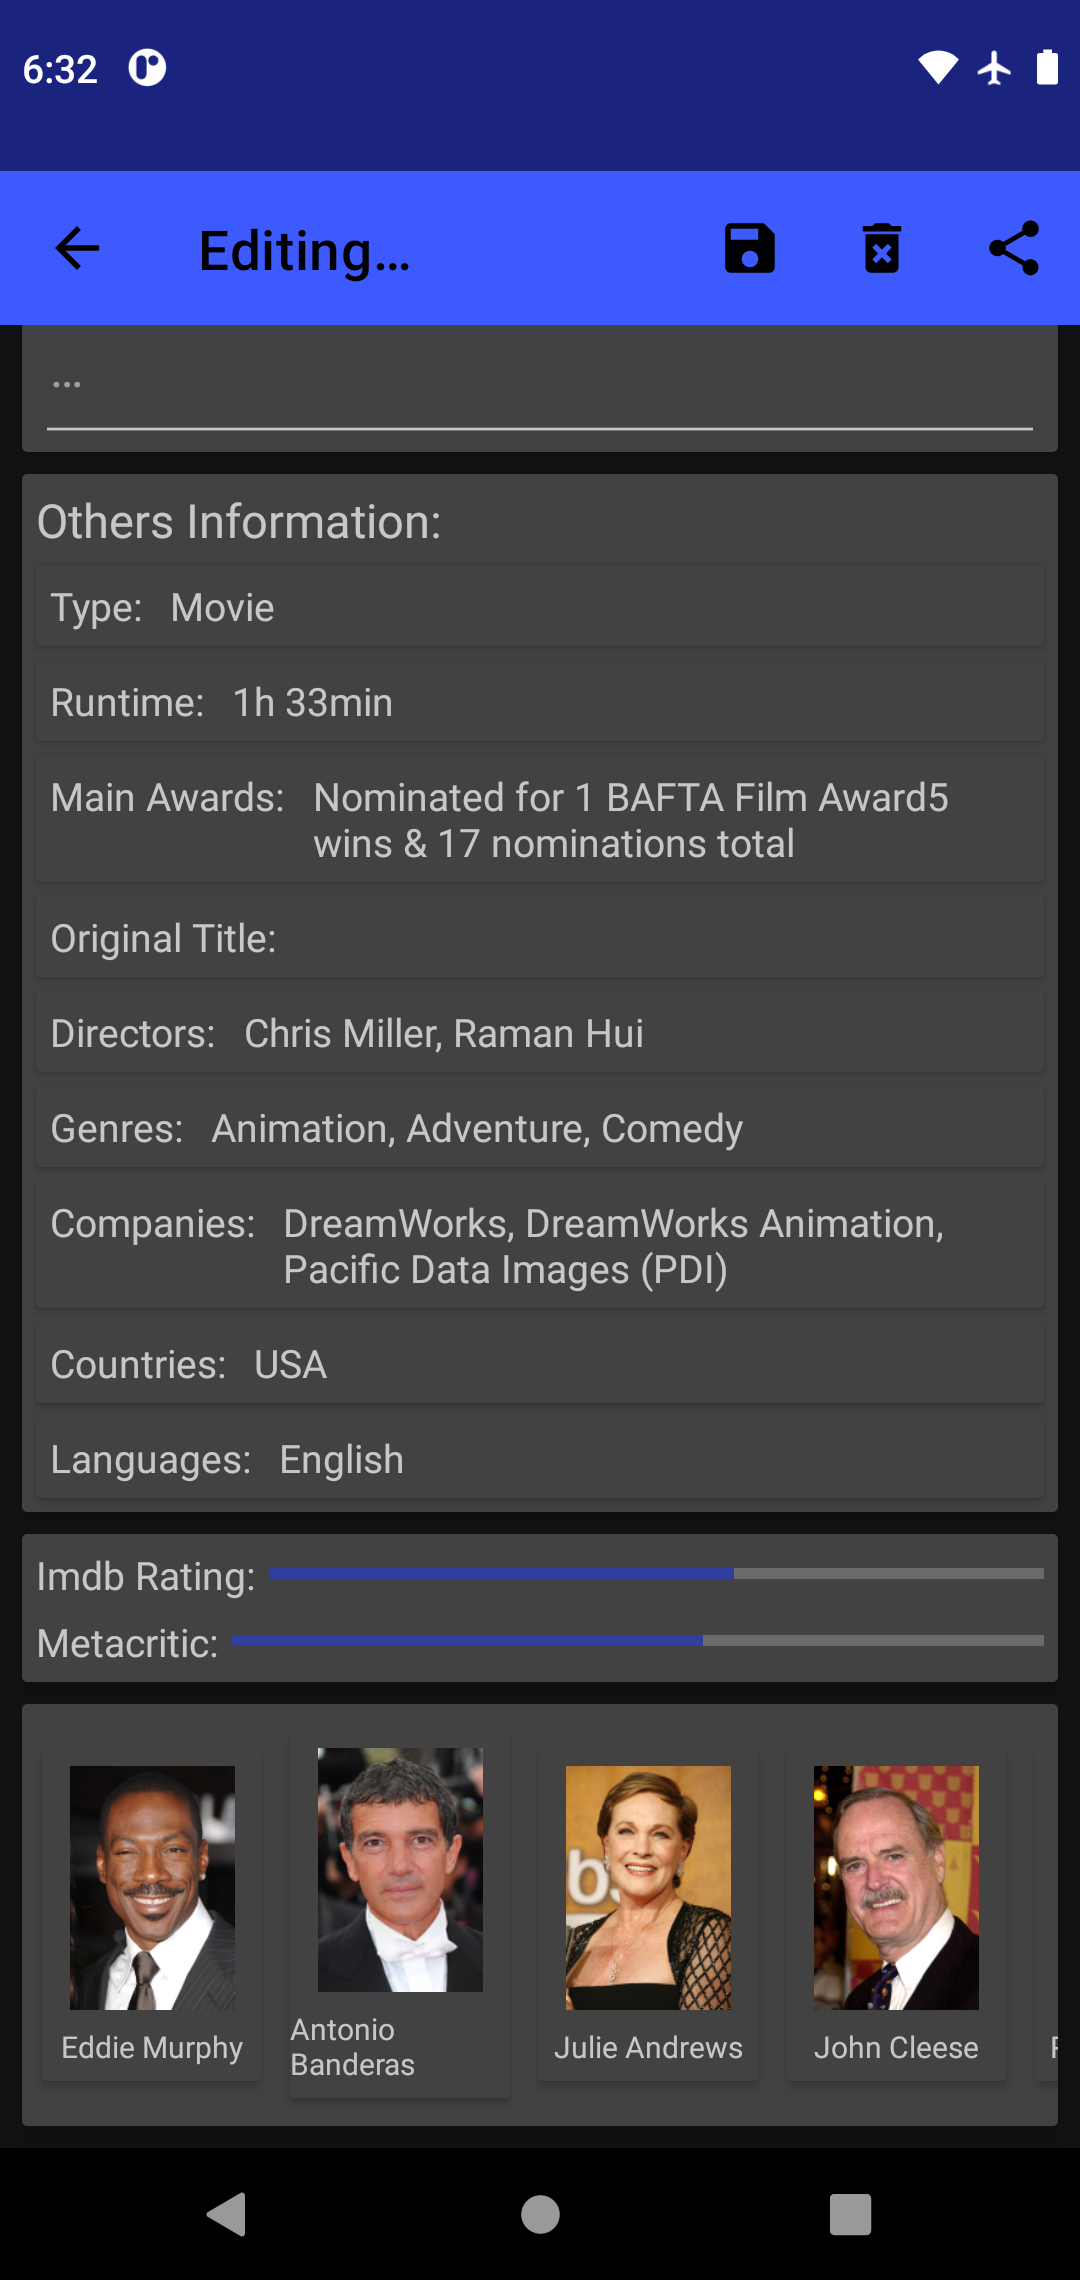 6:32
Editing…
...
Others Information:
Type: Movie
Runtime: 1h 33min
Main Awards: Nominated for 1 BAFTA Film Award5
wins & 17 nominations total
Original Title:
Directors: Chris Miller, Raman Hui
Genres: Animation, Adventure, Comedy
Companies: DreamWorks, DreamWorks Animation,
Pacific Data Images (PDI)
Countries: USA
Languages: English
Imdb Rating:
Metacritic:
Eddie Murphy
Antonio
Banderas
Julie Andrews
John Cleese